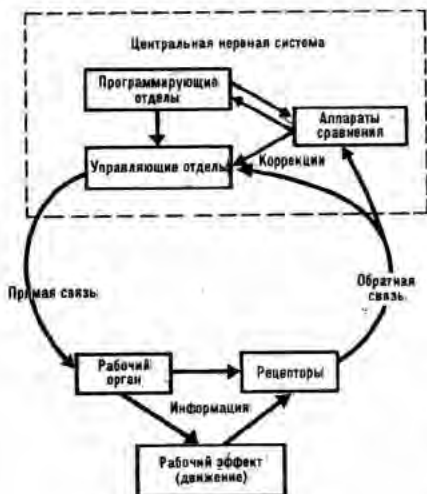 Центральная нервная система
Программирующие
отделы
Аппараты
сравнения
Управляющие отделы
Коррекции
Прямая связь
Обратная
связь
Рабочий
орган
Рецепторы
Информация
Рабочий эффект
(движение)